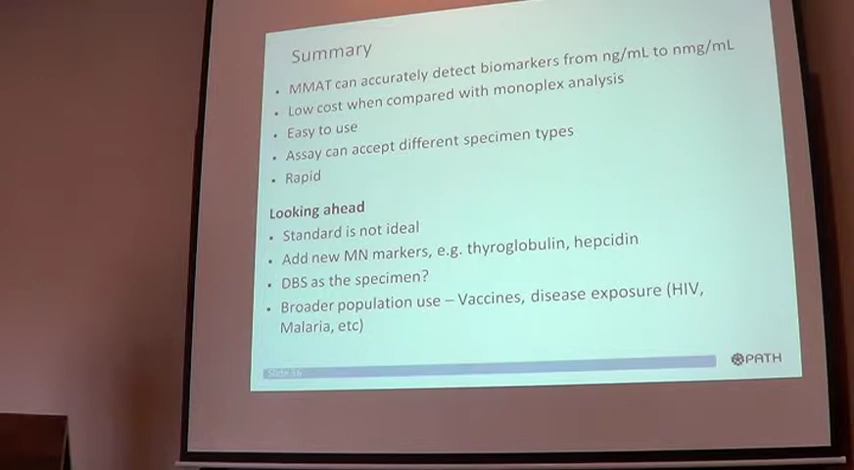 Summary
• MMAT can accurately detect biomarkers from ng/mL to nmg/mL
• Low cost when compared with monoplex analysis
• Easy to use
• Assay can accept different specimen types
• Rapid
Looking ahead
• Standard is not ideal
• Add new MN markers, e.g. thyroglobulin, hepcidin
• DBS as the specimen?
• Broader population use – Vaccines, disease exposure (HIV,
Malaria, etc)
PATH